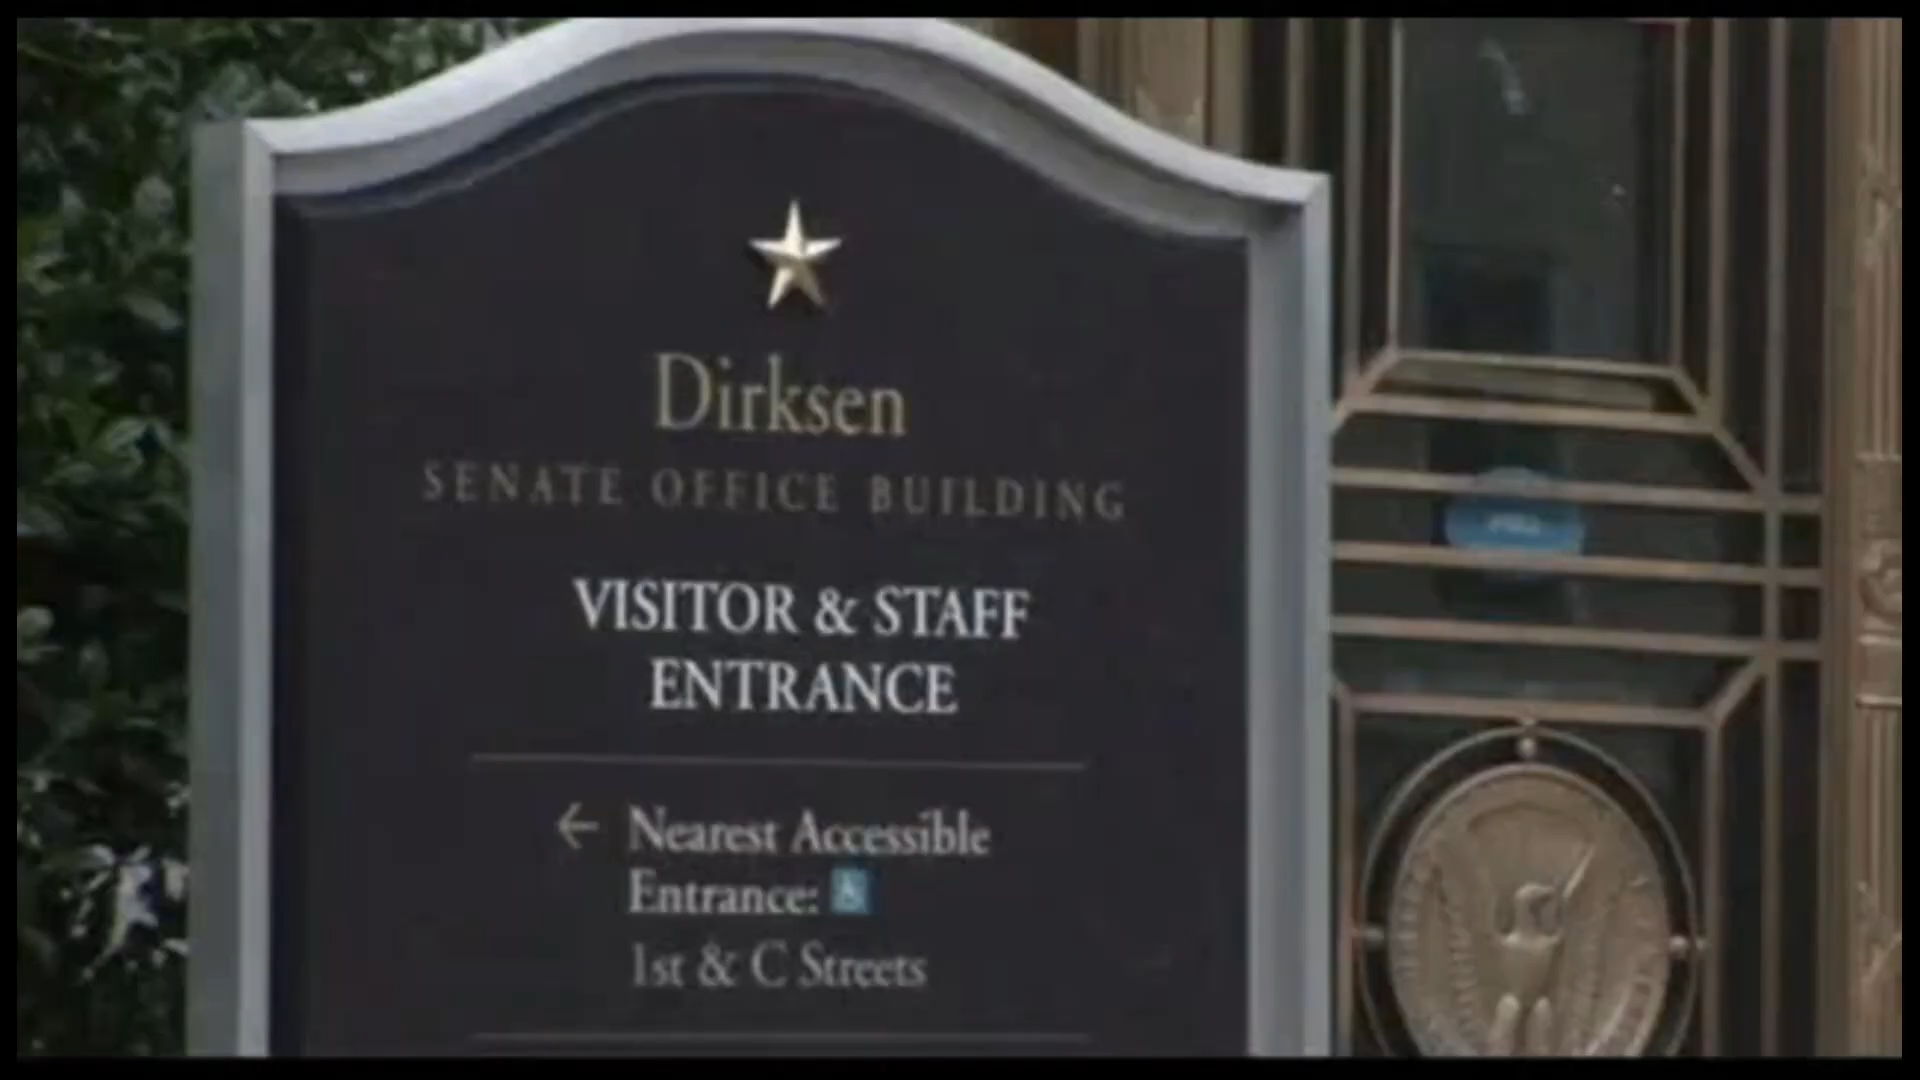 Dirksen
SENATE OFFICE BUILDING
VISITOR & STAFF
ENTRANCE
← Nearest Accessible
Entrance:
1st & C Streets